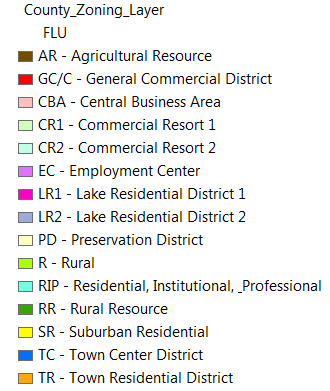 County_Zoning_Layer
FLU
AR - Agricultural Resource
GC/C - General Commercial District
CBA - Central Business Area
CR1 - Commercial Resort 1
CR2 - Commercial Resort 2
EC - Employment Center
LR1 - Lake Residential District 1
LR2 - Lake Residential District 2
PD - Preservation District
R - Rural
RIP - Residential, Institutional, _Professional
RR - Rural Resource
SR - Suburban Residential
TC - Town Center District
TR - Town Residential District